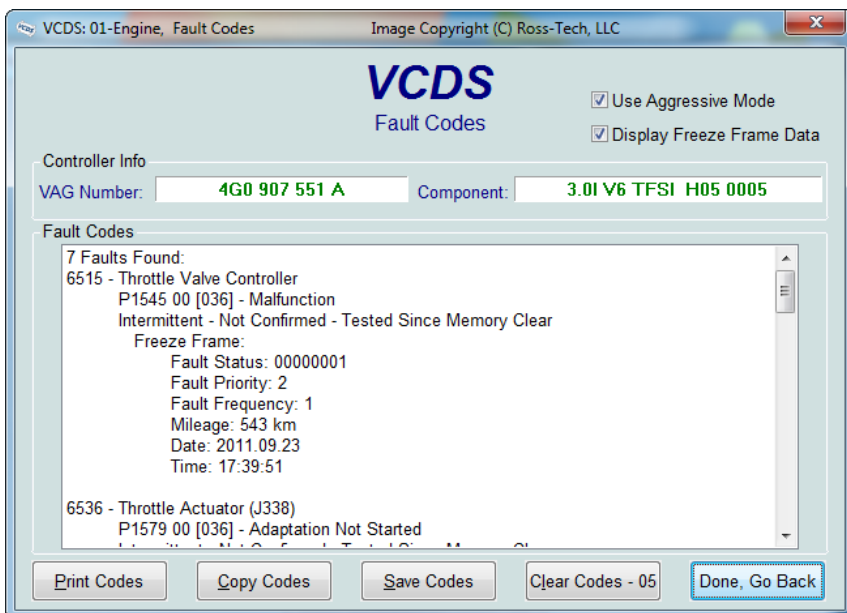 VCDS: 01-Engine, Fault Codes Image Copyright (C) Ross-Tech, LLC
VCDS
Fault Codes
Use Aggressive Mode
Display Freeze Frame Data
Controller Info
VAG Number: 4G0 907 551 A Component: 3.0l V6 TFSI H05 0005
Fault Codes
7 Faults Found:
6515 - Throttle Valve Controller
P1545 00 [036] - Malfunction
Intermittent - Not Confirmed - Tested Since Memory Clear
Freeze Frame:
Fault Status: 00000001
Fault Priority: 2
Fault Frequency: 1
Mileage: 543 km
Date: 2011.09.23
Time: 17:39:51
6536 - Throttle Actuator (J338)
P1579 00 [036] - Adaptation Not Started
Print Codes Copy Codes Save Codes Clear Codes - 05 Done, Go Back